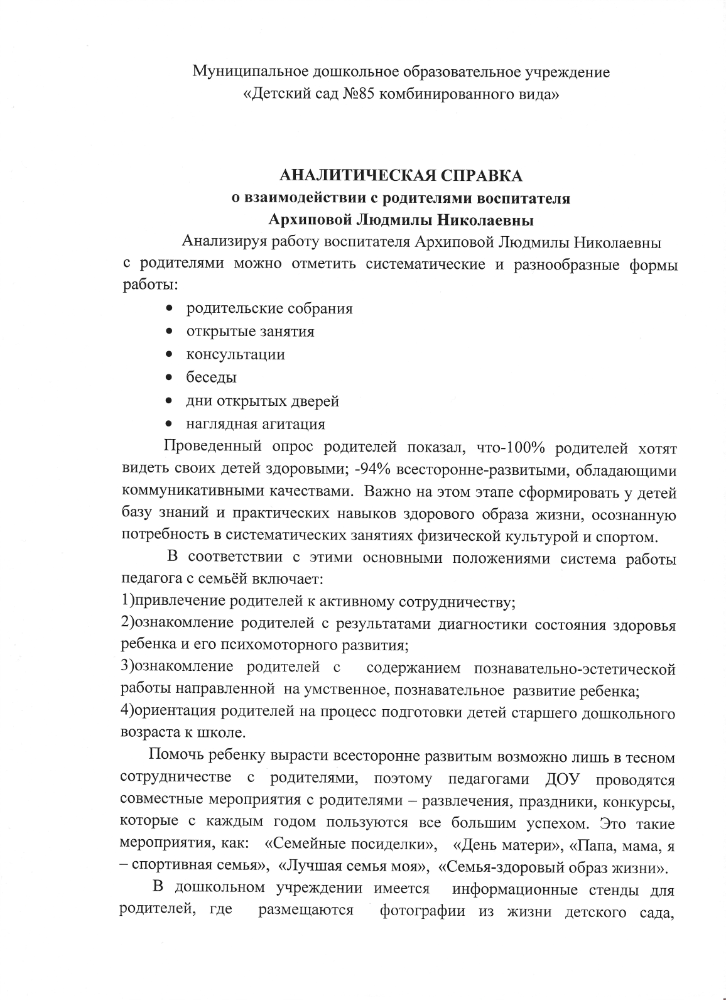 Муниципальное дошкольное образовательное учреждение
«Детский сад №85 комбинированного вида»
АНАЛИТИЧЕСКАЯ СПРАВКА
о взаимодействии с родителями воспитателя
Архиповой Людмилы Николаевны
Анализируя работу воспитателя Архиповой Людмилы Николаевны
с родителями можно отметить систематические и разнообразные формы
работы:
• родительские собрания
• открытые занятия
• консультации
• беседы
• дни открытых дверей
• наглядная агитация
Проведенный опрос родителей показал, что-100% родителей хотят
видеть своих детей здоровыми; -94% всесторонне-развитыми, обладающими
коммуникативными качествами. Важно на этом этапе сформировать у детей
базу знаний и практических навыков здорового образа жизни, осознанную
потребность в систематических занятиях физической культурой и спортом.
В соответствии с этими основными положениями система работы
педагога с семьёй включает:
1)привлечение родителей к активному сотрудничеству;
2)ознакомление родителей с результатами диагностики состояния здоровья
ребенка и его психомоторного развития;
3)ознакомление родителей с содержанием познавательно-эстетической
работы направленной на умственное, познавательное развитие ребенка;
4)ориентация родителей на процесс подготовки детей старшего дошкольного
возраста к школе.
Помочь ребенку вырасти всесторонне развитым возможно лишь в тесном
сотрудничестве с родителями, поэтому педагогами ДОУ проводятся
совместные мероприятия с родителями – развлечения, праздники, конкурсы,
которые с каждым годом пользуются все большим успехом. Это такие
мероприятия, как: «Семейные посиделки», «День матери», «Папа, мама, я
– спортивная семья», «Лучшая семья моя», «Семья-здоровый образ жизни».
В дошкольном учреждении имеется информационные стенды для
родителей, где размещаются фотографии из жизни детского сада,